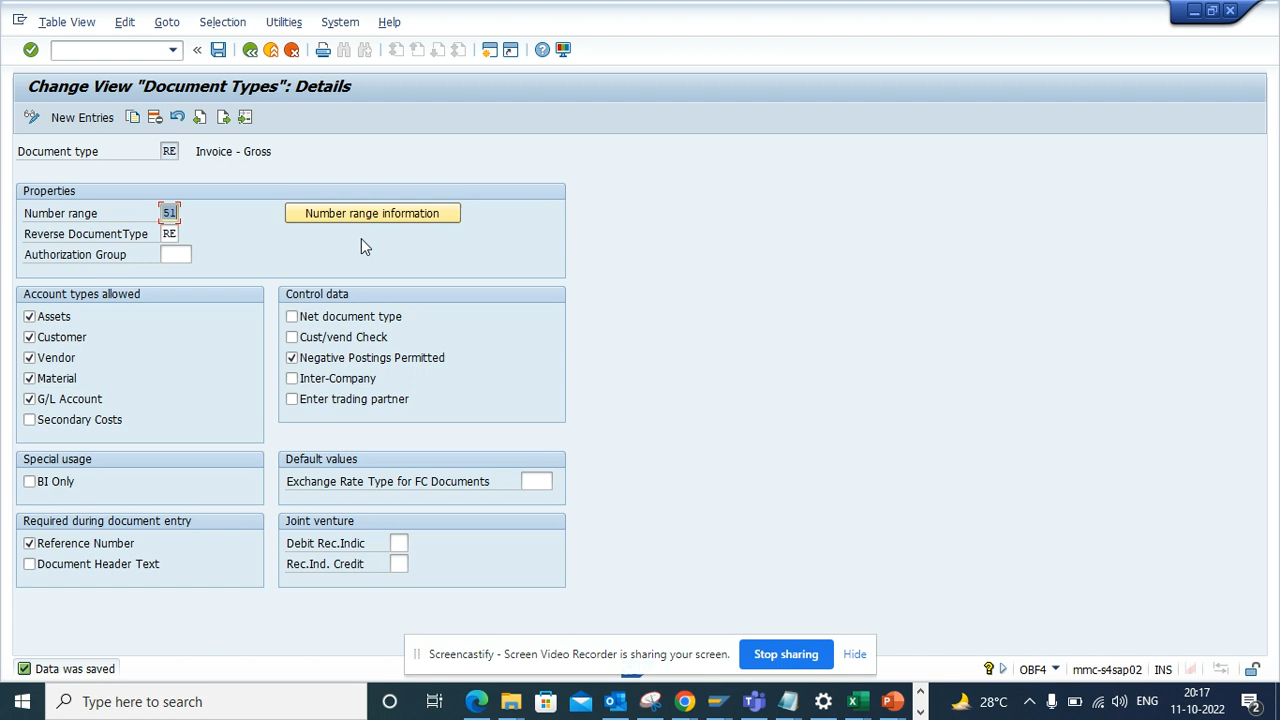 Table View Edit Goto Selection Utilities System Help
Change View "Document Types": Details
New Entries
Document type RE Invoice - Gross
Properties
Number range 51 Number range information
Reverse DocumentType RE
Authorization Group
Account types allowed
Assets
Customer
Vendor
Material
G/L Account
Secondary Costs
Control data
Net document type
Cust/vend Check
Negative Postings Permitted
Inter-Company
Enter trading partner
Special usage
BI Only
Default values
Exchange Rate Type for FC Documents
Required during document entry
Reference Number
Document Header Text
Joint venture
Debit Rec.Indic
Rec.Ind. Credit
Screencastify - Screen Video Recorder is sharing your screen. Stop sharing Hide
Data was saved OBF4 mmc-s4sap02 INS
Type here to search 28°C ENG 20:17
11-10-2022 2